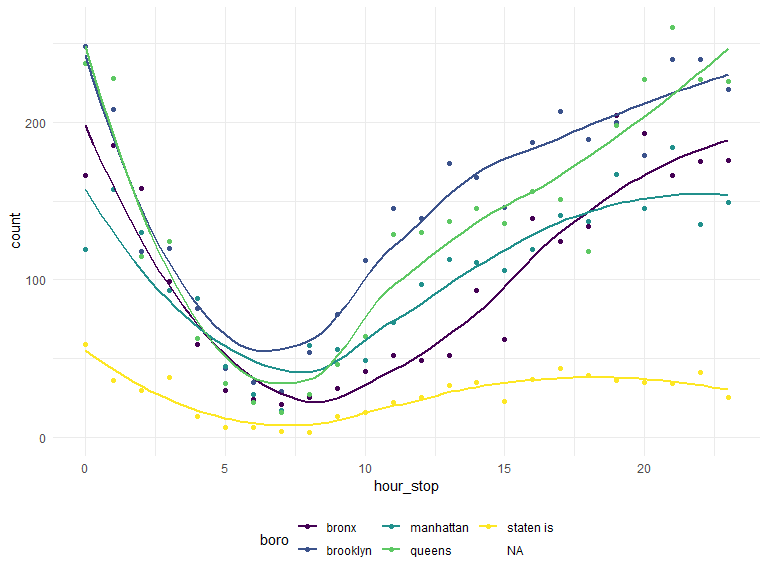 200
100
0
count
0 5 10 15 20
hour_stop
boro
bronx manhattan staten is
brooklyn queens NA